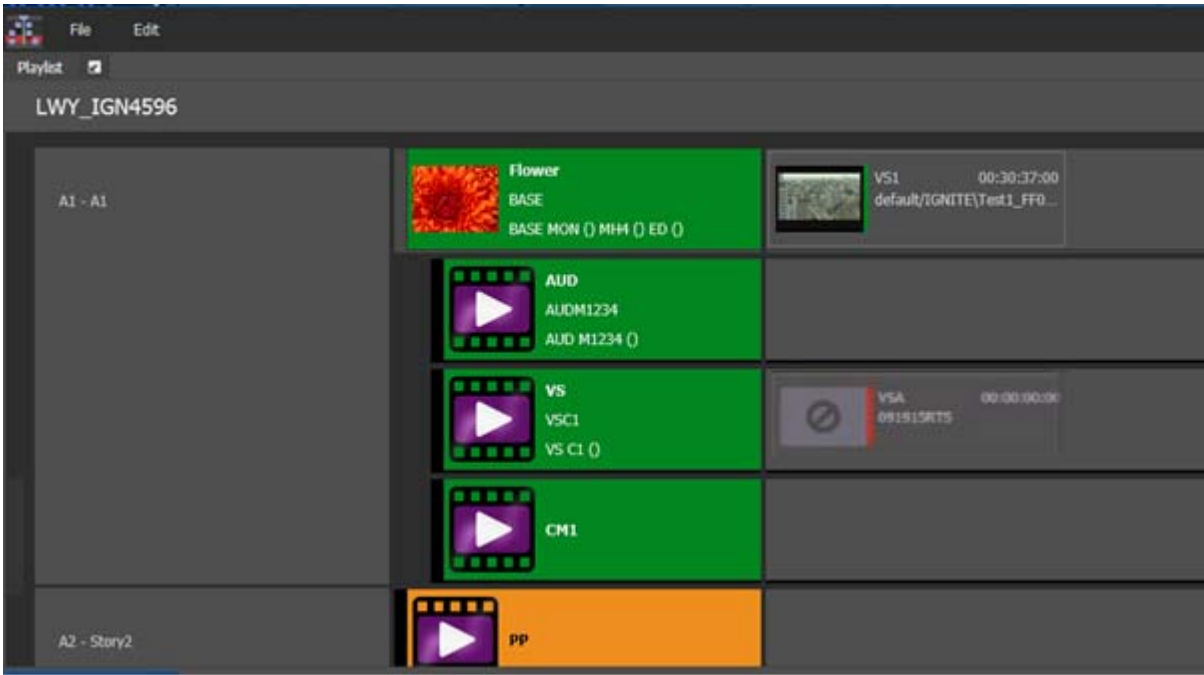 File Edit
Playlist
LWY_IGN4596
A1 - A1
Flower
BASE
BASE MON () MH4 () ED ()
VS1 00:30:37:00
default/IGNITE\Test1_FF0...
AUD
AUDM1234
AUD M1234 ()
VS
VSC1
VS C1 ()
VSA 00:00:00:00
091915RTS
CM1
A2 - Story2
PP